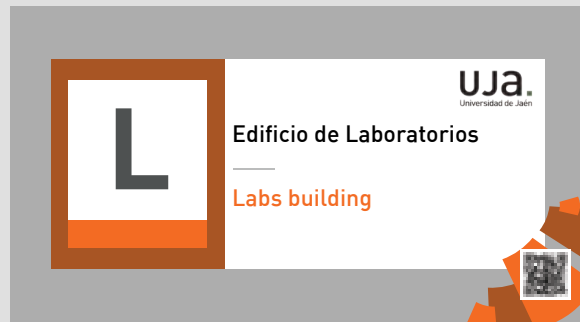 L
uja.
Universidad de Jaén
Edificio de Laboratorios
Labs building